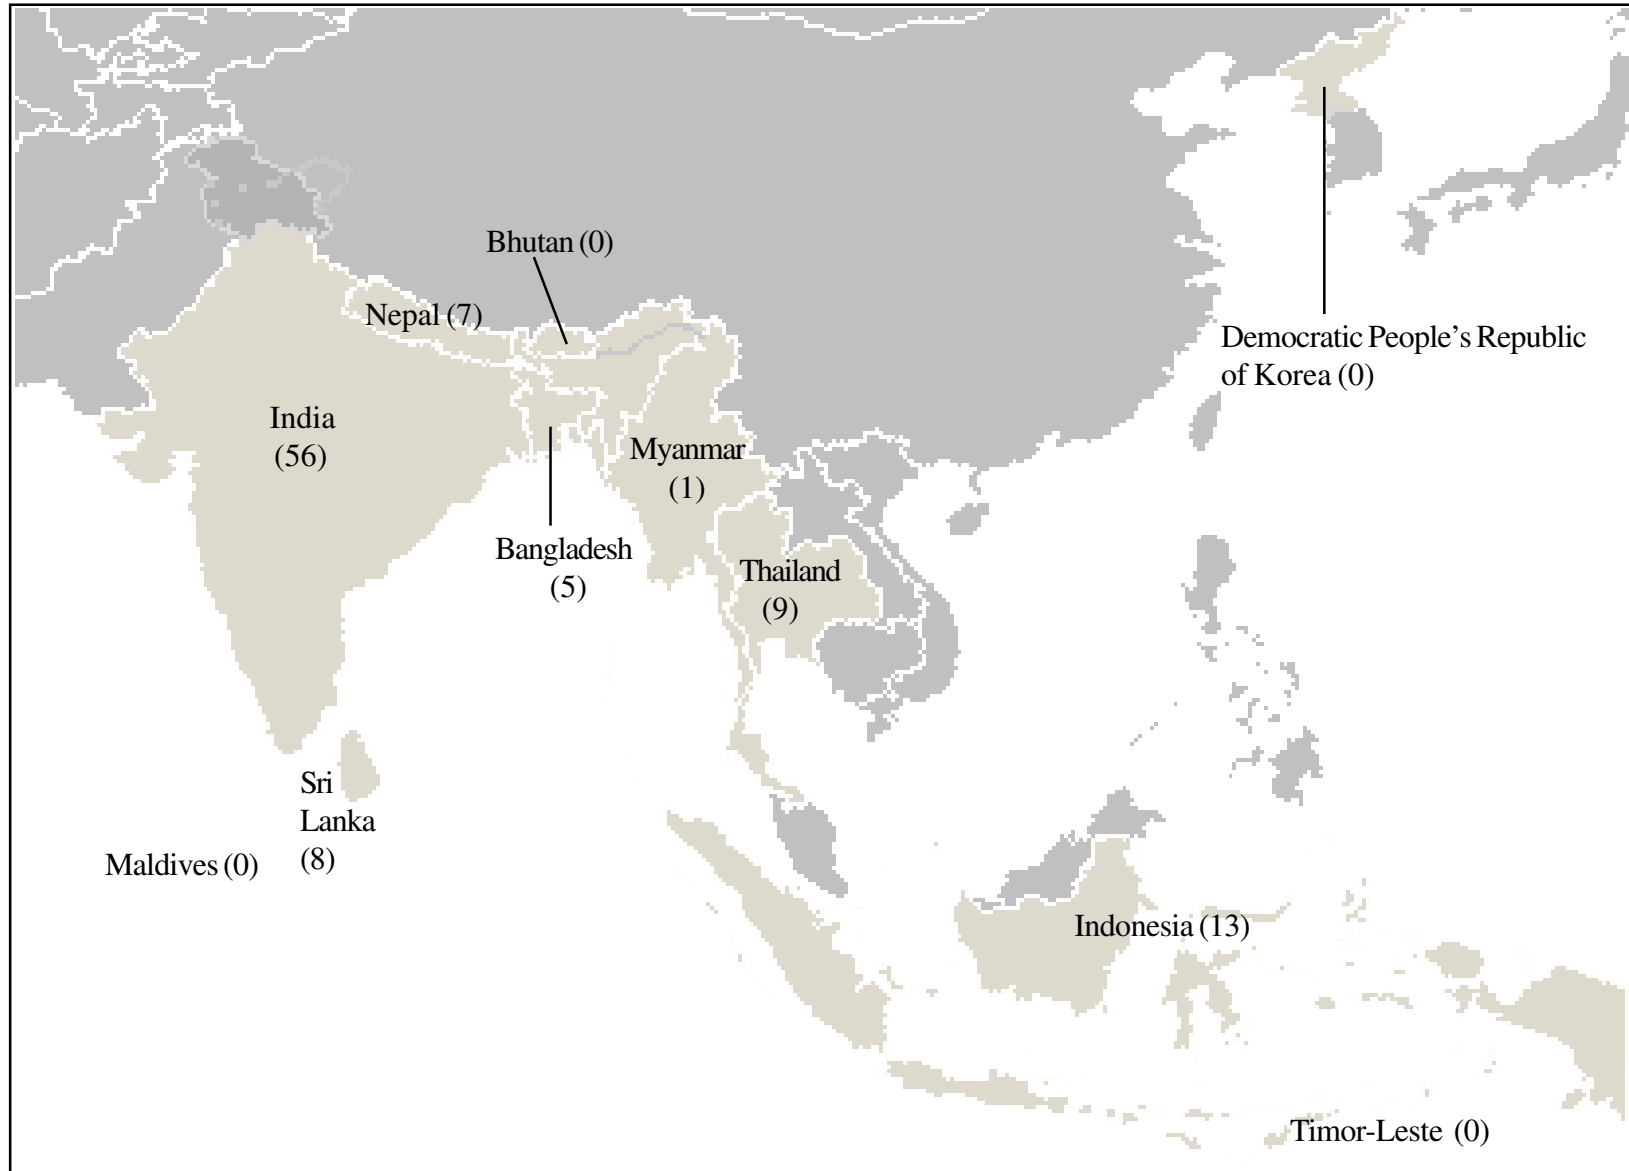 Bhutan (0)
Nepal (7)
Democratic People’s Republic
of Korea (0)
India
(56)
Myanmar
(1)
Bangladesh
(5)
Thailand
(9)
Sri
Lanka
(8)
Maldives (0)
Indonesia (13)
Timor-Leste (0)